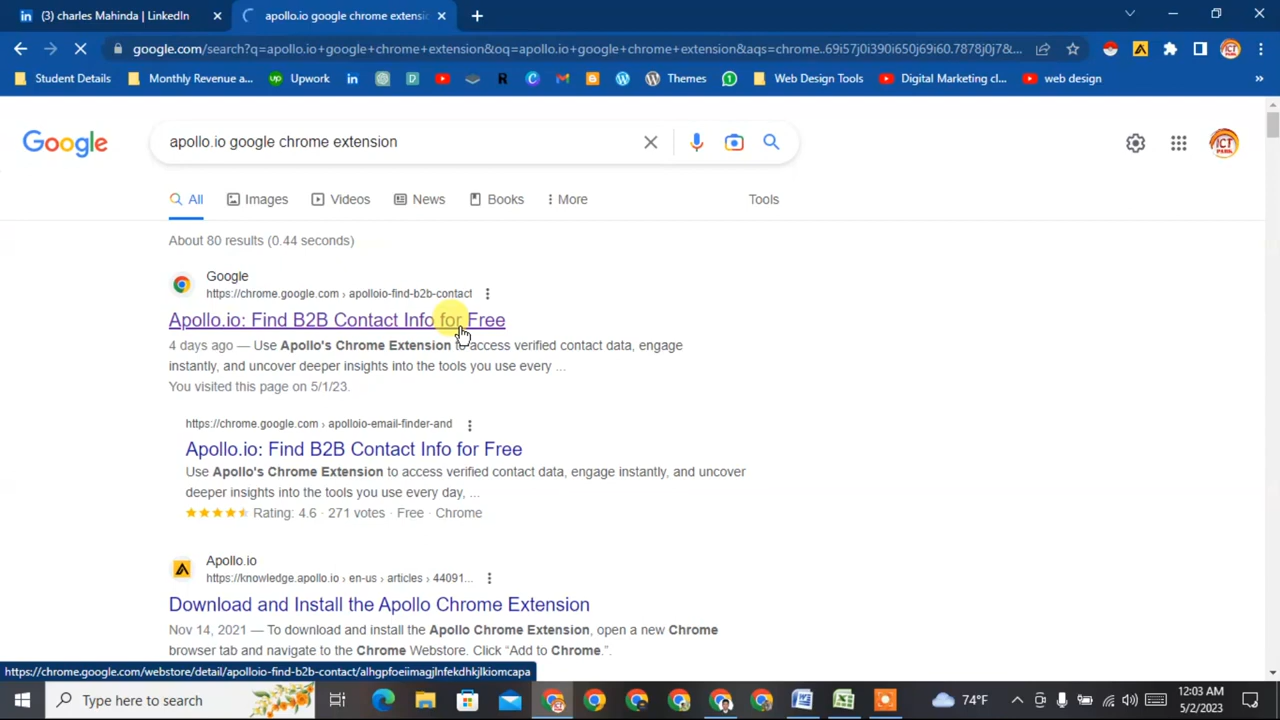 (3) charles Mahinda | LinkedIn
apollo.io google chrome extensio
google.com/search?q=apollo.io+google+chrome+extension&oq=apollo.io+google+chrome+extension&aqs=chrome..69i57j0i390i650j69i60.7878j0j7&...
Student Details
Monthly Revenue a...
Upwork
Themes
Web Design Tools
Digital Marketing cl...
web design
Google
apollo.io google chrome extension
All
Images
Videos
News
Books
More
Tools
About 80 results (0.44 seconds)
Google
https://chrome.google.com › apolloio-find-b2b-contact
Apollo.io: Find B2B Contact Info for Free
4 days ago — Use Apollo's Chrome Extension to access verified contact data, engage
instantly, and uncover deeper insights into the tools you use every ...
You visited this page on 5/1/23.
https://chrome.google.com › apolloio-email-finder-and
Apollo.io: Find B2B Contact Info for Free
Use Apollo's Chrome Extension to access verified contact data, engage instantly, and uncover
deeper insights into the tools you use every day, ...
Rating: 4.6 · 271 votes · Free · Chrome
Apollo.io
https://knowledge.apollo.io › en-us › articles › 44091...
Download and Install the Apollo Chrome Extension
Nov 14, 2021 — To download and install the Apollo Chrome Extension, open a new Chrome
browser tab and navigate to the Chrome Webstore. Click “Add to Chrome.”.
https://chrome.google.com/webstore/detail/apolloio-find-b2b-contact/alhgpfoeiimagjlnfekdhkjlkiomcapa
Type here to search
74°F
12:03 AM
5/2/2023